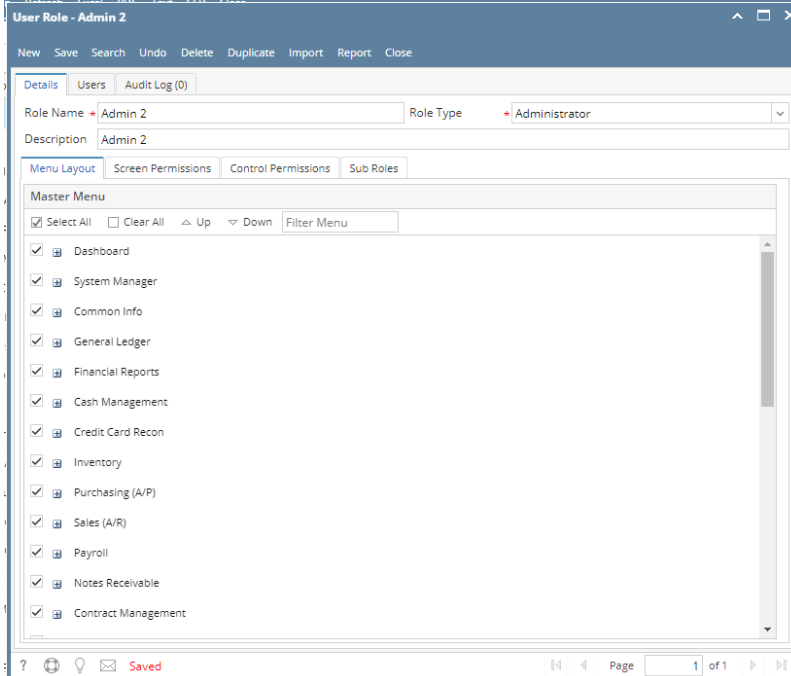 User Role - Admin 2
New Save Search Undo Delete Duplicate Import Report Close
Details Users Audit Log (0)
Role Name * Admin 2 Role Type * Administrator
Description Admin 2
Menu Layout Screen Permissions Control Permissions Sub Roles
Master Menu
Select All Clear All Up Down Filter Menu
Dashboard
System Manager
Common Info
General Ledger
Financial Reports
Cash Management
Credit Card Recon
Inventory
Purchasing (A/P)
Sales (A/R)
Payroll
Notes Receivable
Contract Management
? Saved Page 1 of 1